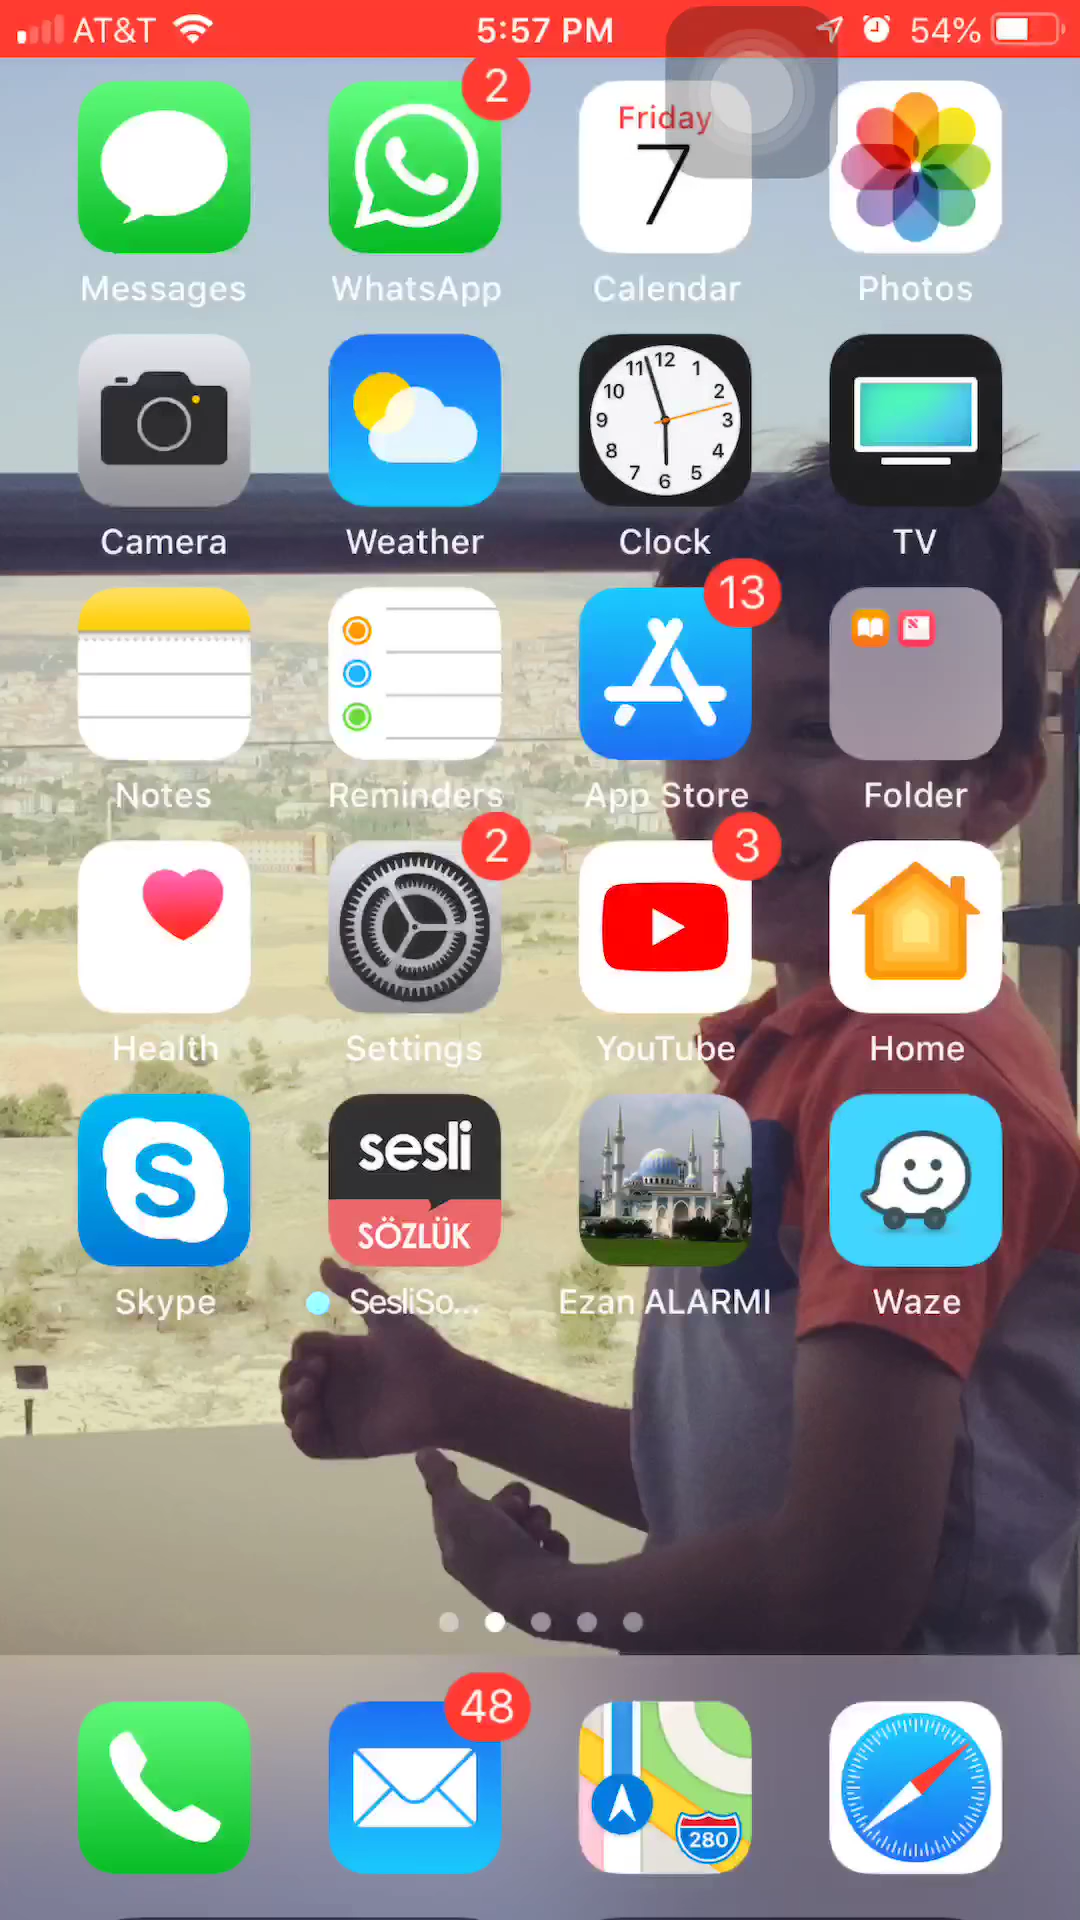 AT&T 5:57 PM 54%
2
Friday
7
Messages WhatsApp Calendar Photos
12
11 1
10 2
9 3
8 4
7 6 5
Camera Weather Clock TV
13
Notes Reminders App Store Folder
2 3
Health Settings YouTube Home
S
sesli
SÖZLÜK
Skype SesliSo... Ezan ALARMI Waze
48
280